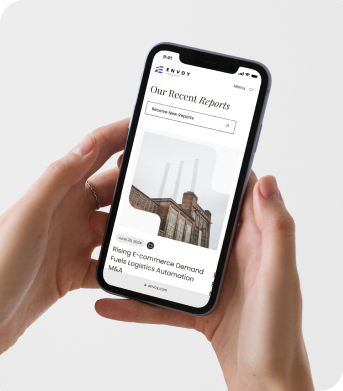 9:41
ENVOY
Menu
Our Recent Reports
Receive New Reports
June 25, 2024
Rising E-commerce Demand
Fuels Logistics Automation
M&A
envoy.com